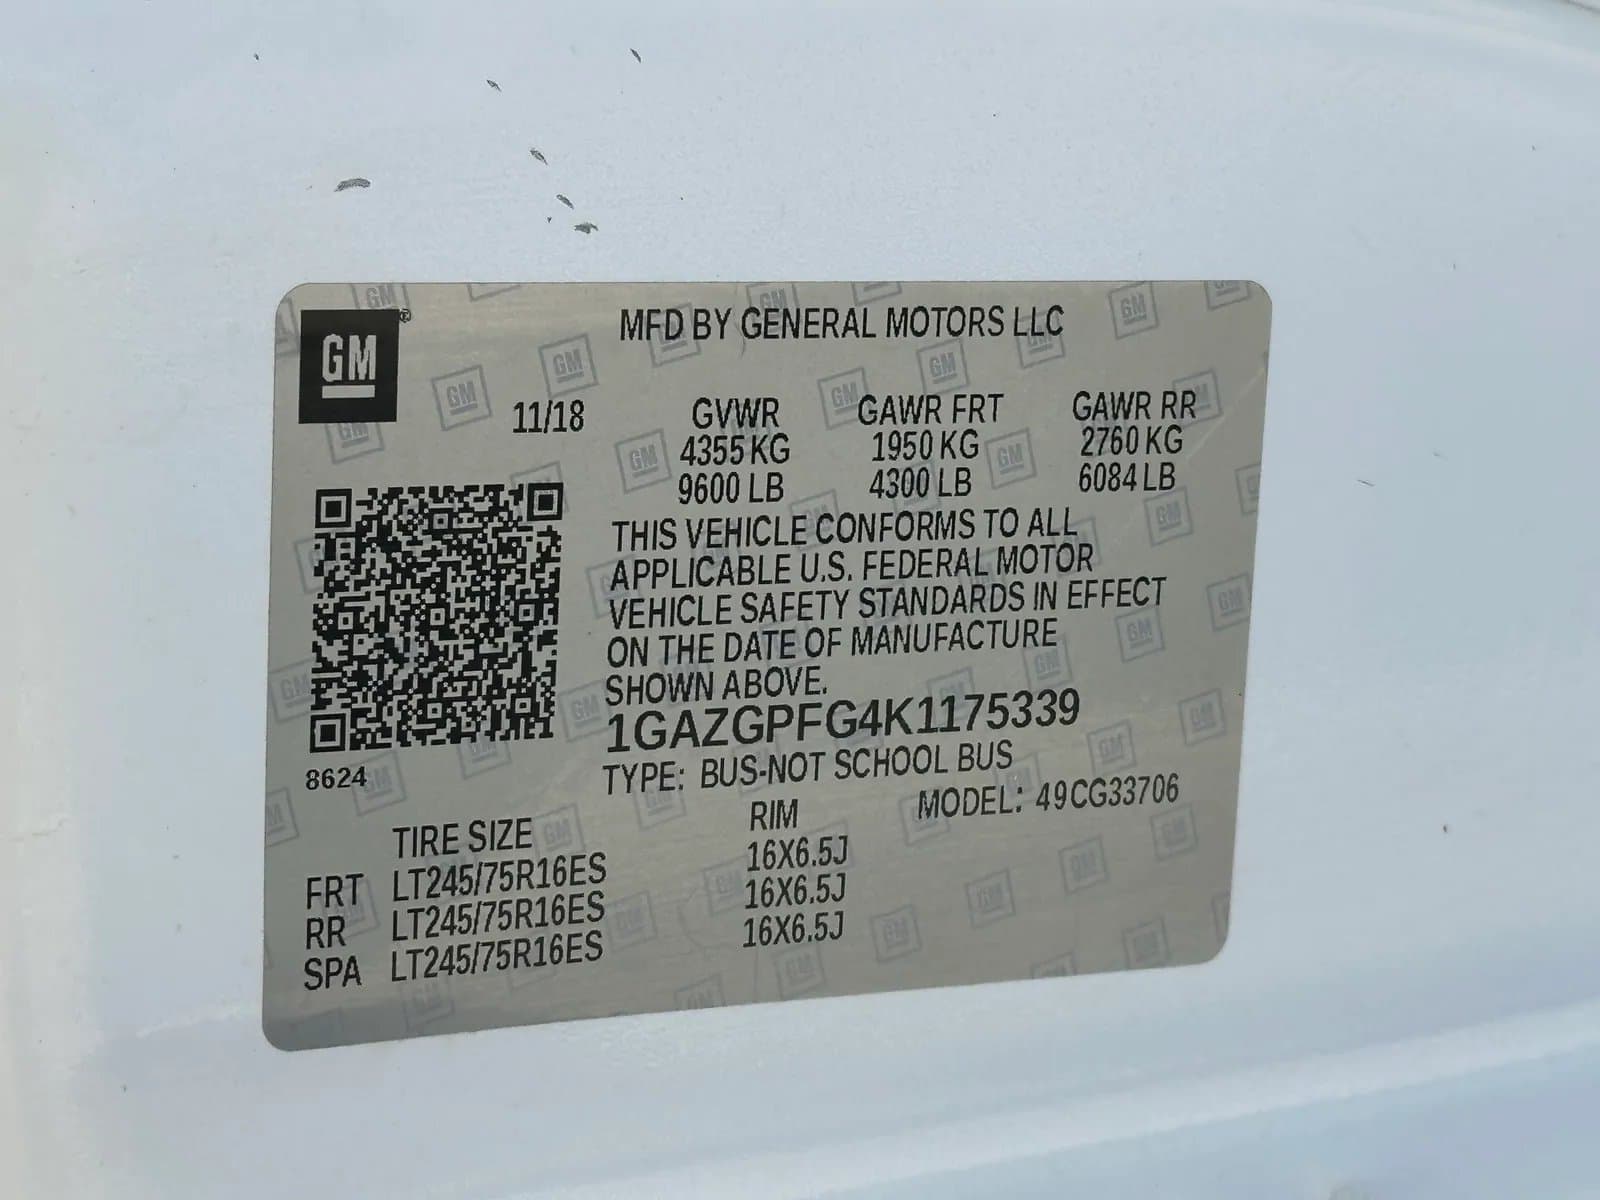 GM®
MFD BY GENERAL MOTORS LLC
11/18 GVWR GAWR FRT GAWR RR
4355 KG 1950 KG 2760 KG
9600 LB 4300 LB 6084 LB
THIS VEHICLE CONFORMS TO ALL
APPLICABLE U.S. FEDERAL MOTOR
VEHICLE SAFETY STANDARDS IN EFFECT
ON THE DATE OF MANUFACTURE
SHOWN ABOVE.
1GAZGPFG4K1175339
8624
TYPE: BUS-NOT SCHOOL BUS
MODEL: 49CG33706
TIRE SIZE RIM
FRT LT245/75R16ES 16X6.5J
RR LT245/75R16ES 16X6.5J
SPA LT245/75R16ES 16X6.5J